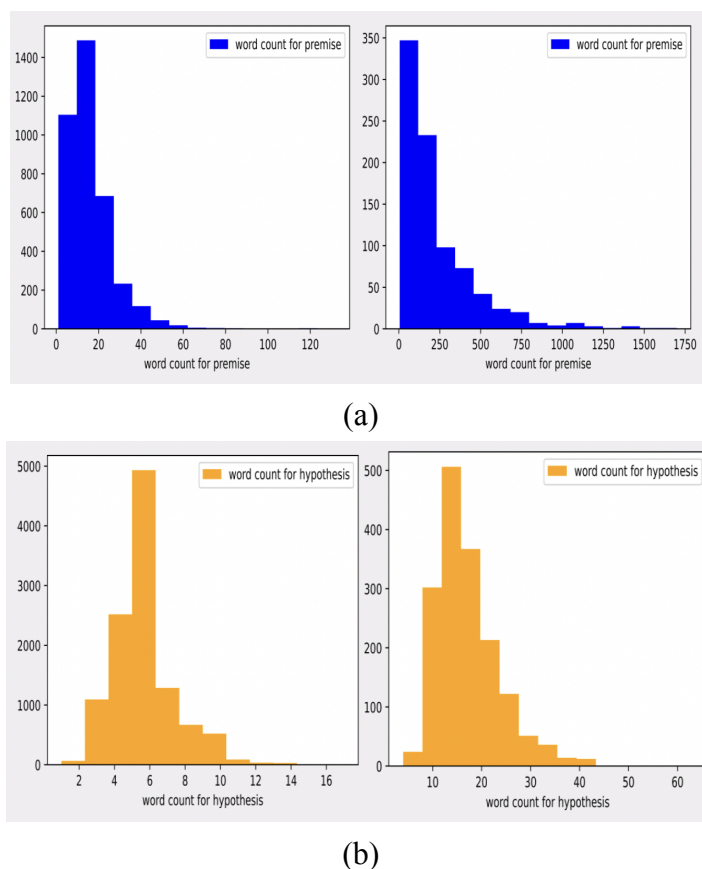 word count for premise
1400
1200
1000
800
600
400
200
0
0 20 40 60 80 100 120
word count for premise
word count for premise
350
300
250
200
150
100
50
0
0 250 500 750 1000 1250 1500 1750
word count for premise
(a)
word count for hypothesis
5000
4000
3000
2000
1000
0
2 4 6 8 10 12 14 16
word count for hypothesis
word count for hypothesis
500
400
300
200
100
0
10 20 30 40 50 60
word count for hypothesis
(b)